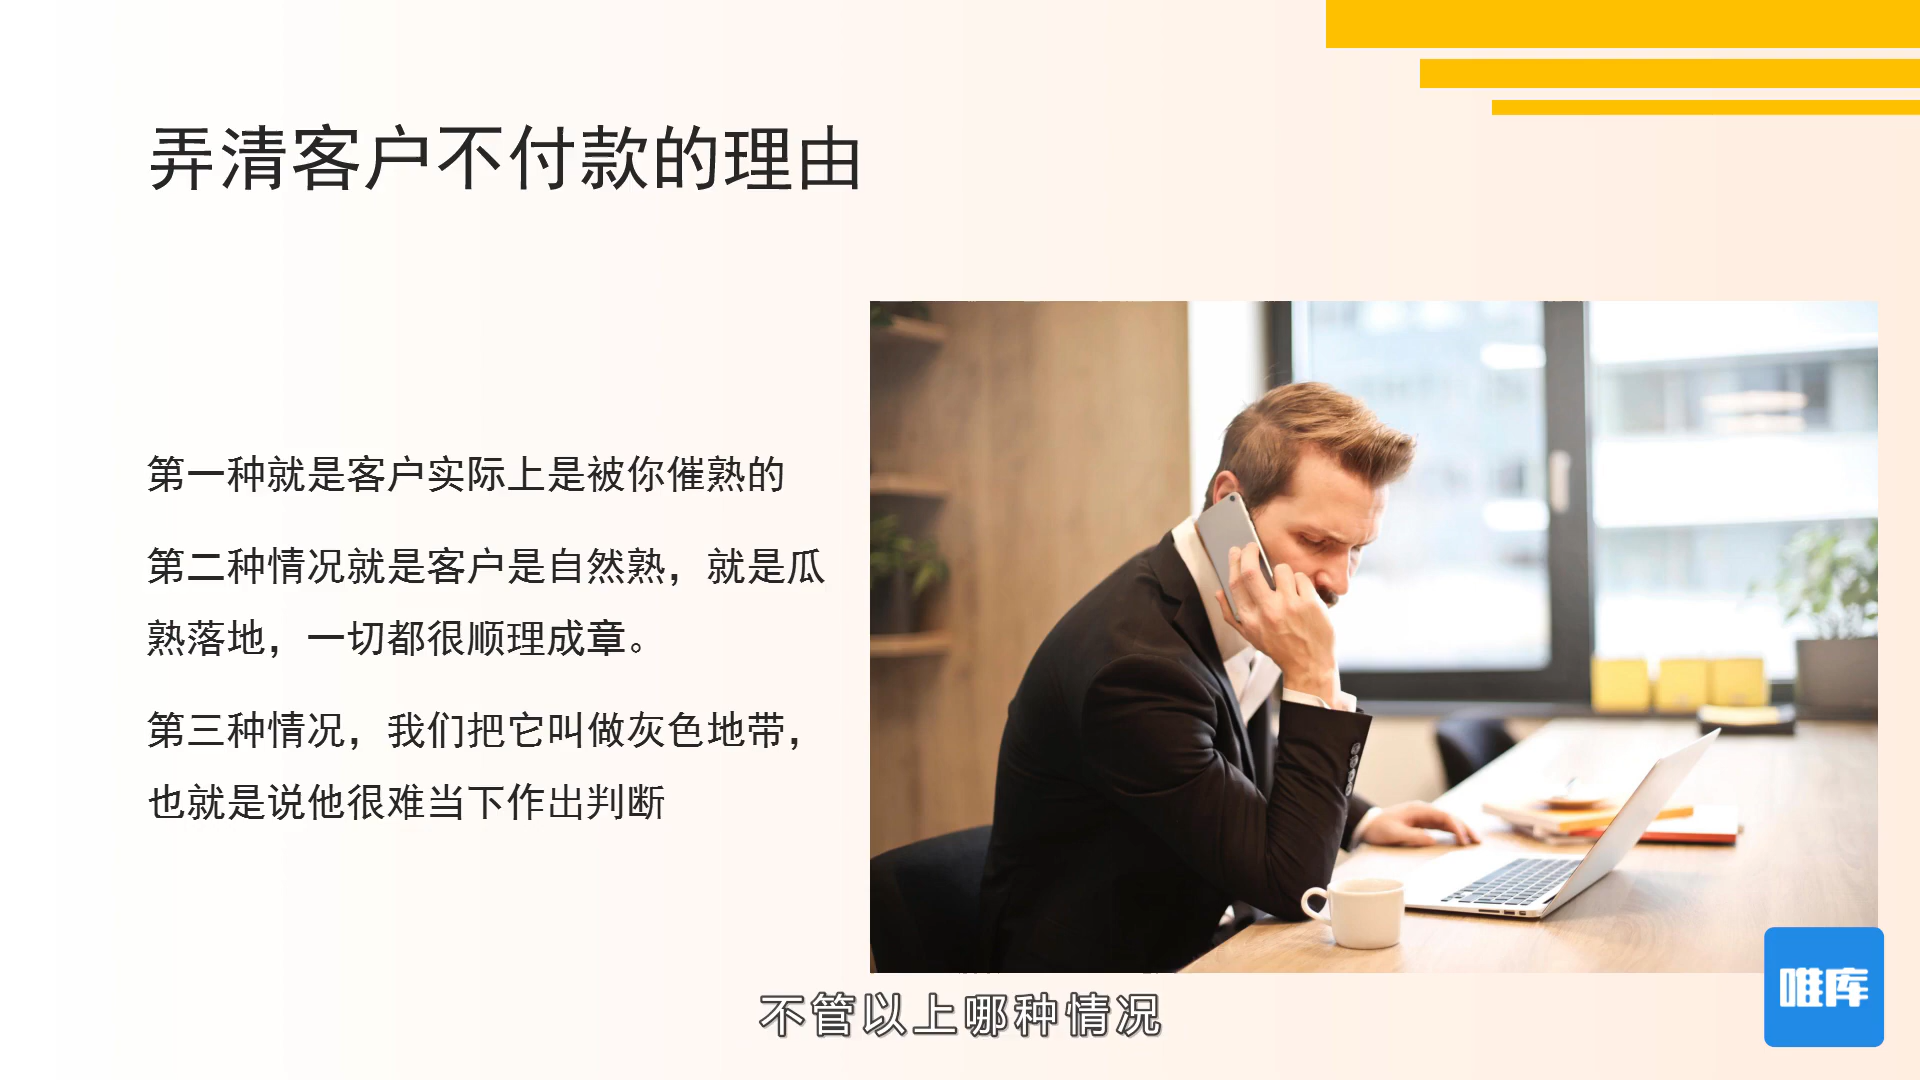 弄清客户不付款的理由
第一种就是客户实际上是被你催熟的
第二种情况就是客户是自然熟，就是瓜
熟落地，一切都很顺理成章。
第三种情况，我们把它叫做灰色地带，
也就是说他很难当下作出判断
不管以上哪种情况
唯库